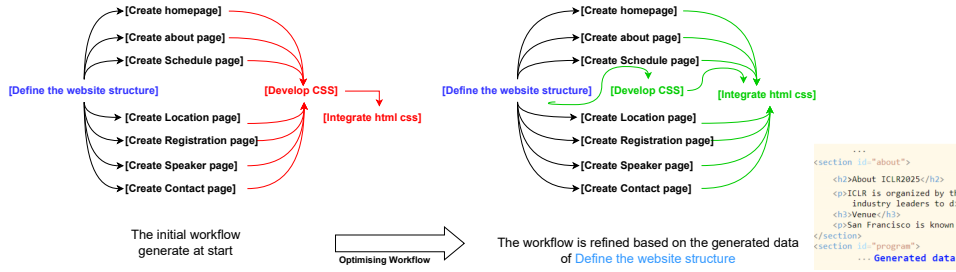 [Create homepage]
[Create about page]
[Create Schedule page]
[Define the website structure]
[Develop CSS]
[Integrate html css]
[Create Location page]
[Create Registration page]
[Create Speaker page]
[Create Contact page]
The initial workflow
generate at start
Optimising Workflow
[Create homepage]
[Create about page]
[Create Schedule page]
[Define the website structure]
[Develop CSS]
[Integrate html css]
[Create Location page]
[Create Registration page]
[Create Speaker page]
[Create Contact page]
The workflow is refined based on the generated data
of Define the website structure
...
<section id="about">
<h2>About ICLR2025</h2>
<p>ICLR is organized by th
industry leaders to di
<h3>Venue</h3>
<p>San Francisco is known
</section>
<section id="program">
... Generated data